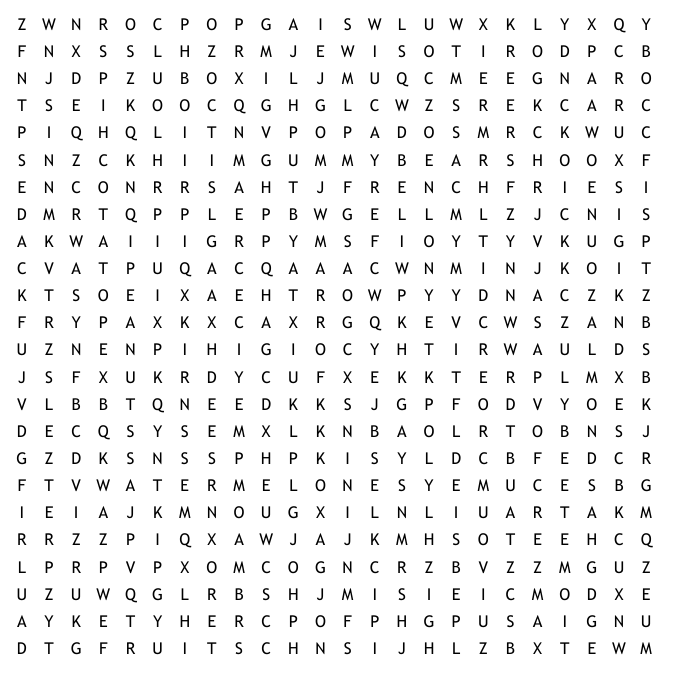 Z W N R O C P O P G A I S W L U W X K L Y X Q Y
F N X S S L H Z R M J E W I S O T I R O D P C B
N J D P Z U B O X I L J M U Q C M E E G N A R O
T S E I K O O C Q G H G L C W Z S R E K C A R C
P I Q H Q L I T N V P O P A D O S M R C K W U C
S N Z C K H I I M G U M M Y B E A R S H O O X F
E N C O N R R S A H T J F R E N C H F R I E S I
D M R T Q P P L E P B W G E L L M L Z J C N I S
A K W A I I I G R P Y M S F I O Y T Y V K U G P
C V A T P U Q A C Q A A A C W N M I N J K O I T
K T S O E I X A E H T R O W P Y Y D N A C Z K Z
F R Y P A X K X C A X R G Q K E V C W S Z A N B
U Z N E N P I H I G I O C Y H T I R W A U L D S
J S F X U K R D Y C U F X E K K T E R P L M X B
V L B B T Q N E E D K K S J G P F O D V Y O E K
D E C Q S Y S E M X L K N B A O L R T O B N S J
G Z D K S N S S P H P K I S Y L D C B F E D C R
F T V W A T E R M E L O N E S Y E M U C E S B G
I E I A J K M N O U G X I L N L I U A R T A K M
R R Z Z P I Q X A W J A J K M H S O T E E H C Q
L P R P V P X O M C O G N C R Z B V Z Z M G U Z
U Z U W Q G L R B S H J M I S I E I C M O D X E
A Y K E T Y H E R C P O F P H G P U S A I G N U
D T G F R U I T S C H N S I J H L Z B X T E W M